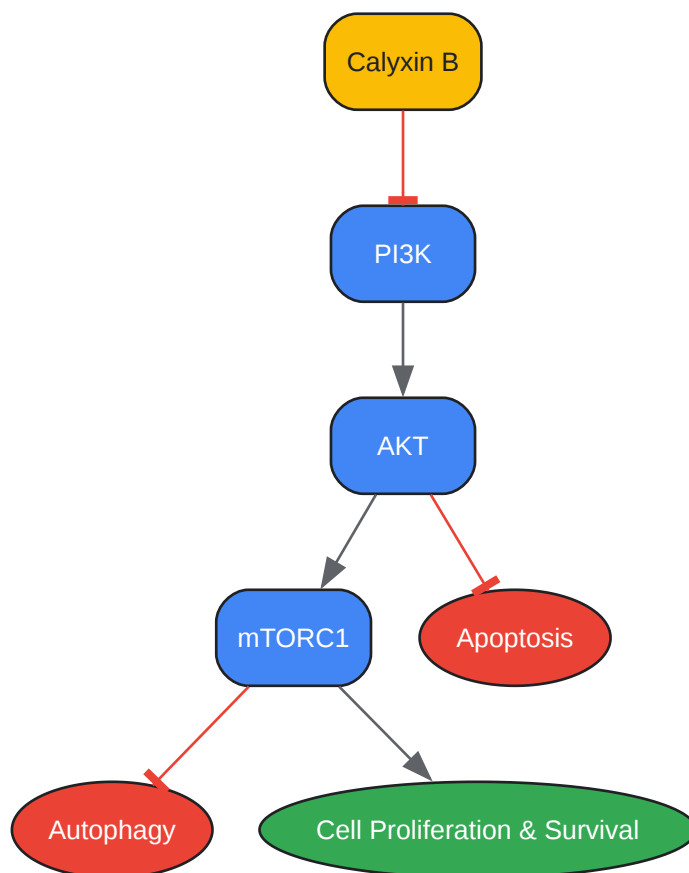 Calyxin B
PI3K
AKT
mTORC1
Apoptosis
Autophagy
Cell Proliferation & Survival